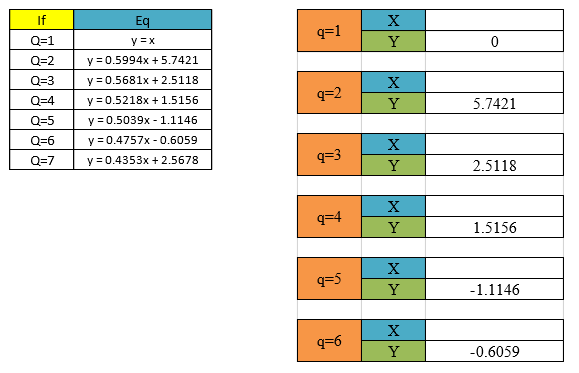 If Eq
Q=1 y = x
Q=2 y = 0.5994x + 5.7421
Q=3 y = 0.5681x + 2.5118
Q=4 y = 0.5218x + 1.5156
Q=5 y = 0.5039x - 1.1146
Q=6 y = 0.4757x - 0.6059
Q=7 y = 0.4353x + 2.5678
q=1 X
Y 0
q=2 X
Y 5.7421
q=3 X
Y 2.5118
q=4 X
Y 1.5156
q=5 X
Y -1.1146
q=6 X
Y -0.6059